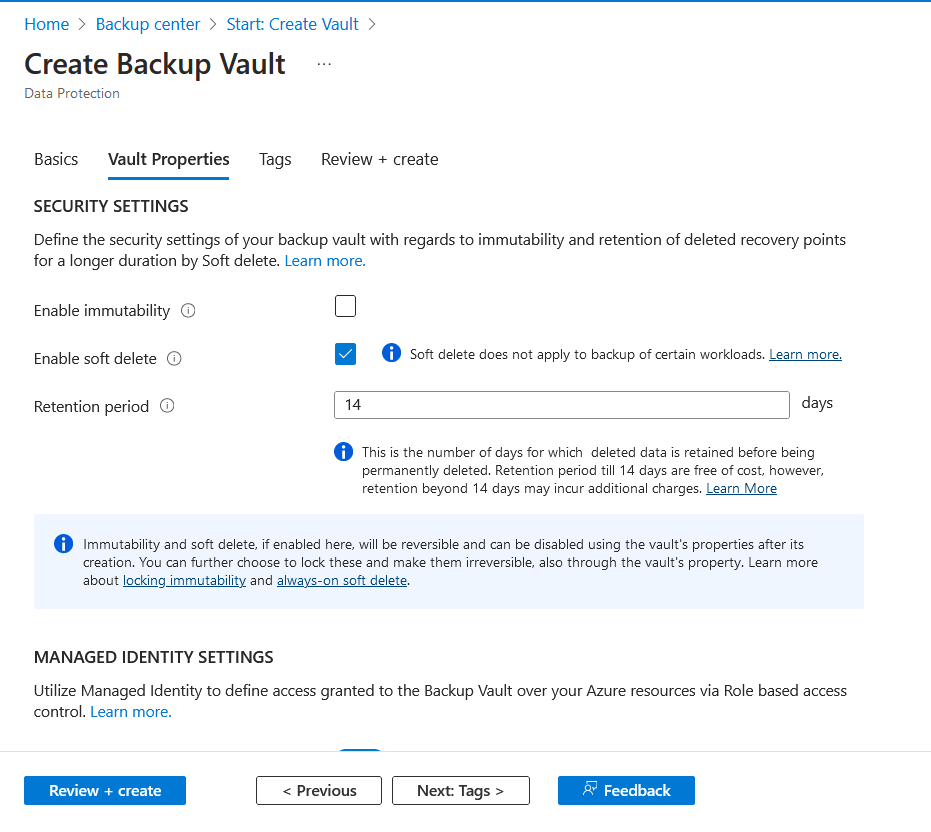 Home > Backup center > Start: Create Vault >
Create Backup Vault ...
Data Protection
Basics Vault Properties Tags Review + create
SECURITY SETTINGS
Define the security settings of your backup vault with regards to immutability and retention of deleted recovery points
for a longer duration by Soft delete. Learn more.
Enable immutability
Enable soft delete
Soft delete does not apply to backup of certain workloads. Learn more.
Retention period
14 days
This is the number of days for which deleted data is retained before being
permanently deleted. Retention period till 14 days are free of cost, however,
retention beyond 14 days may incur additional charges. Learn More
Immutability and soft delete, if enabled here, will be reversible and can be disabled using the vault's properties after its
creation. You can further choose to lock these and make them irreversible, also through the vault's property. Learn more
about locking immutability and always-on soft delete.
MANAGED IDENTITY SETTINGS
Utilize Managed Identity to define access granted to the Backup Vault over your Azure resources via Role based access
control. Learn more.
Review + create < Previous Next: Tags > Feedback